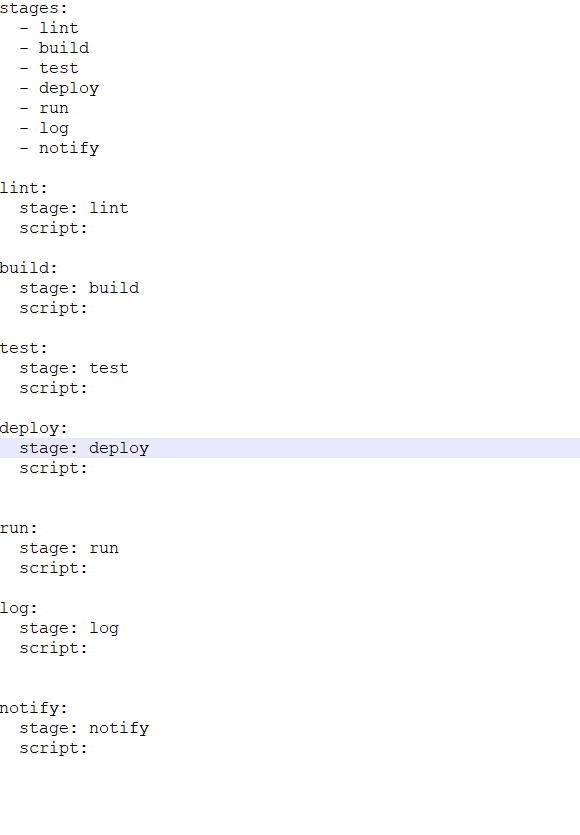 stages:
  - lint
  - build
  - test
  - deploy
  - run
  - log
  - notify
lint:
  stage: lint
  script:
build:
  stage: build
  script:
test:
  stage: test
  script:
deploy:
  stage: deploy
  script:
run:
  stage: run
  script:
log:
  stage: log
  script:
notify:
  stage: notify
  script: